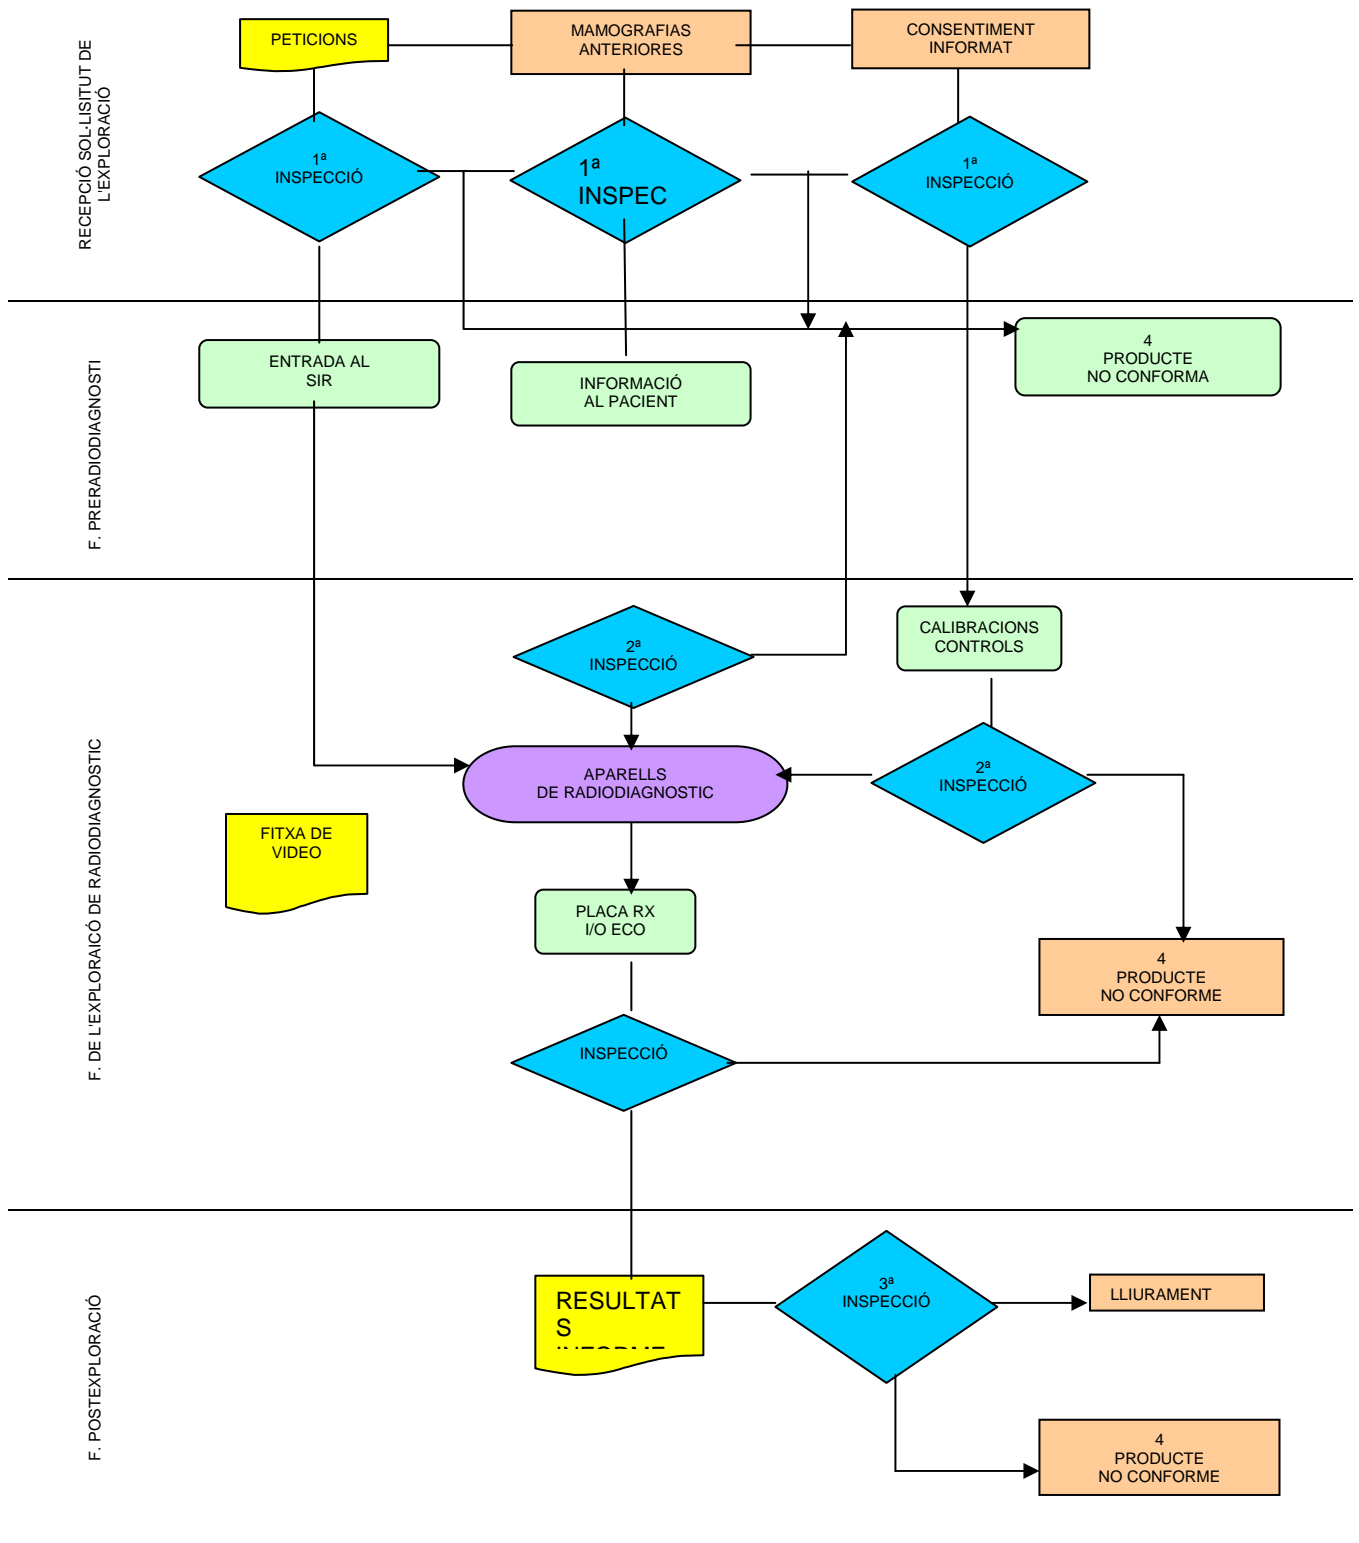 RECEPCIÓ SOL·LISITUT DE
L'EXPLORACIÓ
PETICIONS
MAMOGRAFIAS
ANTERIORES
CONSENTIMENT
INFORMAT
1ª
INSPECCIÓ
1ª
INSPEC
1ª
INSPECCIÓ
F. PRERADIODIAGNOSTI
ENTRADA AL
SIR
INFORMACIÓ
AL PACIENT
4
PRODUCTE
NO CONFORMA
F. DE L'EXPLORAICÓ DE RADIODIAGNOSTIC
2ª
INSPECCIÓ
CALIBRACIONS
CONTROLS
APARELLS
DE RADIODIAGNOSTIC
2ª
INSPECCIÓ
FITXA DE
VIDEO
PLACA RX
I/O ECO
4
PRODUCTE
NO CONFORME
INSPECCIÓ
F. POSTEXPLORACIÓ
RESULTAT
S
3ª
INSPECCIÓ
LLIURAMENT
4
PRODUCTE
NO CONFORME